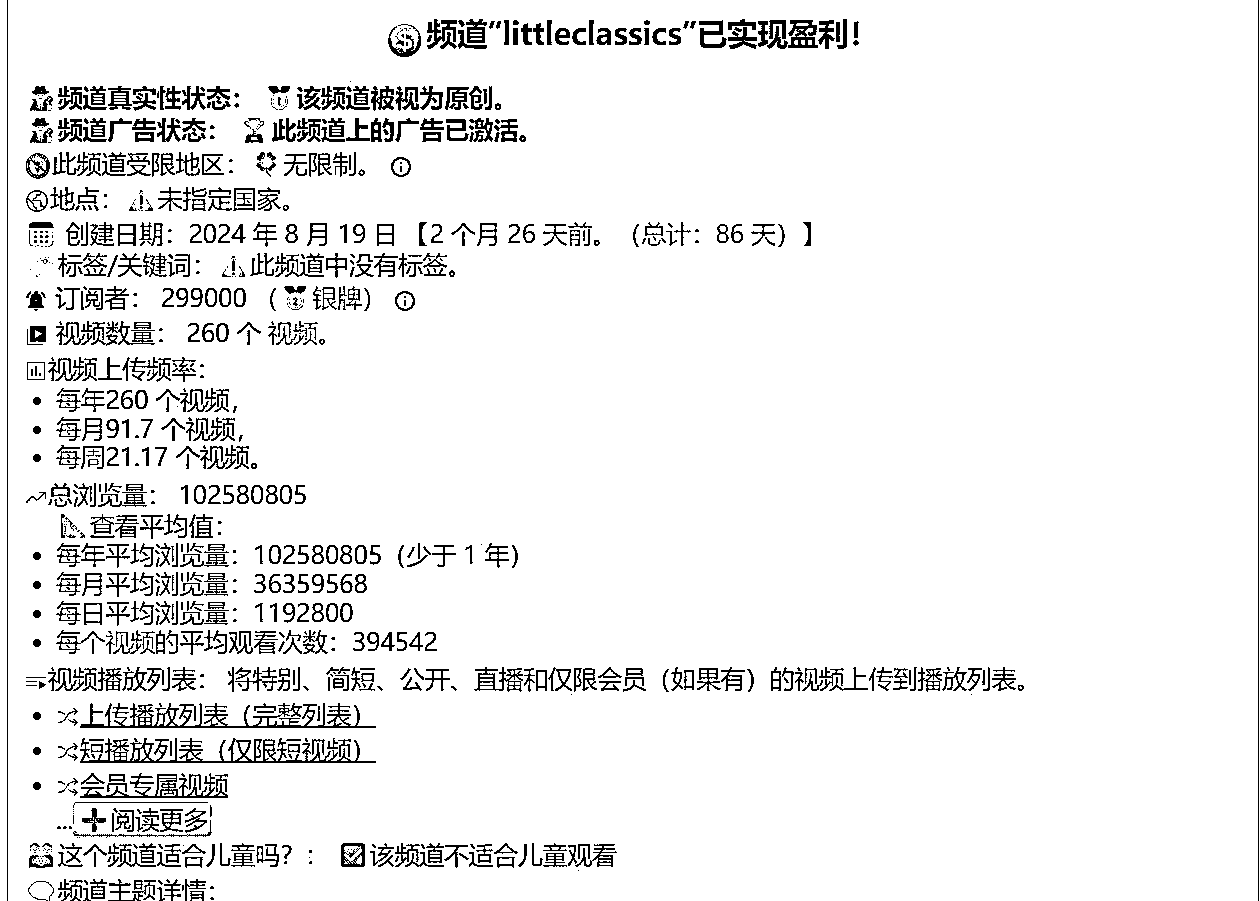 频道“littleclassics”已实现盈利！
频道真实性状态： 该频道被视为原创。
频道广告状态： 此频道上的广告已激活。
此频道受限地区： 无限制。
地点： 未指定国家。
创建日期：2024 年 8 月 19 日 【2 个月 26 天前。（总计：86 天）】
标签/关键词： 此频道中没有标签。
订阅者： 299000 （ 银牌）
视频数量： 260 个 视频。
视频上传频率：
• 每年260 个视频，
• 每月91.7 个视频，
• 每周21.17 个视频。
总浏览量： 102580805
查看平均值：
• 每年平均浏览量：102580805（少于 1 年）
• 每月平均浏览量：36359568
• 每日平均浏览量：1192800
• 每个视频的平均观看次数：394542
视频播放列表： 将特别、简短、公开、直播和仅限会员（如果有）的视频上传到播放列表。
• 上传播放列表（完整列表）
• 短播放列表（仅限短视频）
• 会员专属视频
...阅读更多
这个频道适合儿童吗？： 该频道不适合儿童观看
频道主题详情：